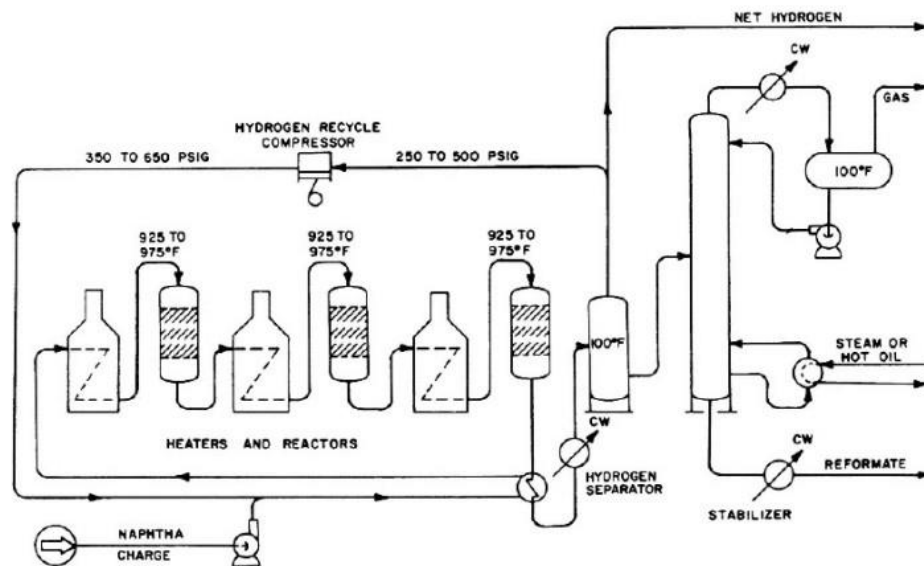 NET HYDROGEN
CW
GAS
HYDROGEN RECYCLE
COMPRESSOR
350 TO 650 PSIG
250 TO 500 PSIG
100°F
925 TO
975°F
925 TO
975°F
925 TO
975°F
100°F
STEAM OR
HOT OIL
HEATERS AND REACTORS
CW
HYDROGEN
SEPARATOR
CW
REFORMATE
STABILIZER
NAPHTHA
CHARGE